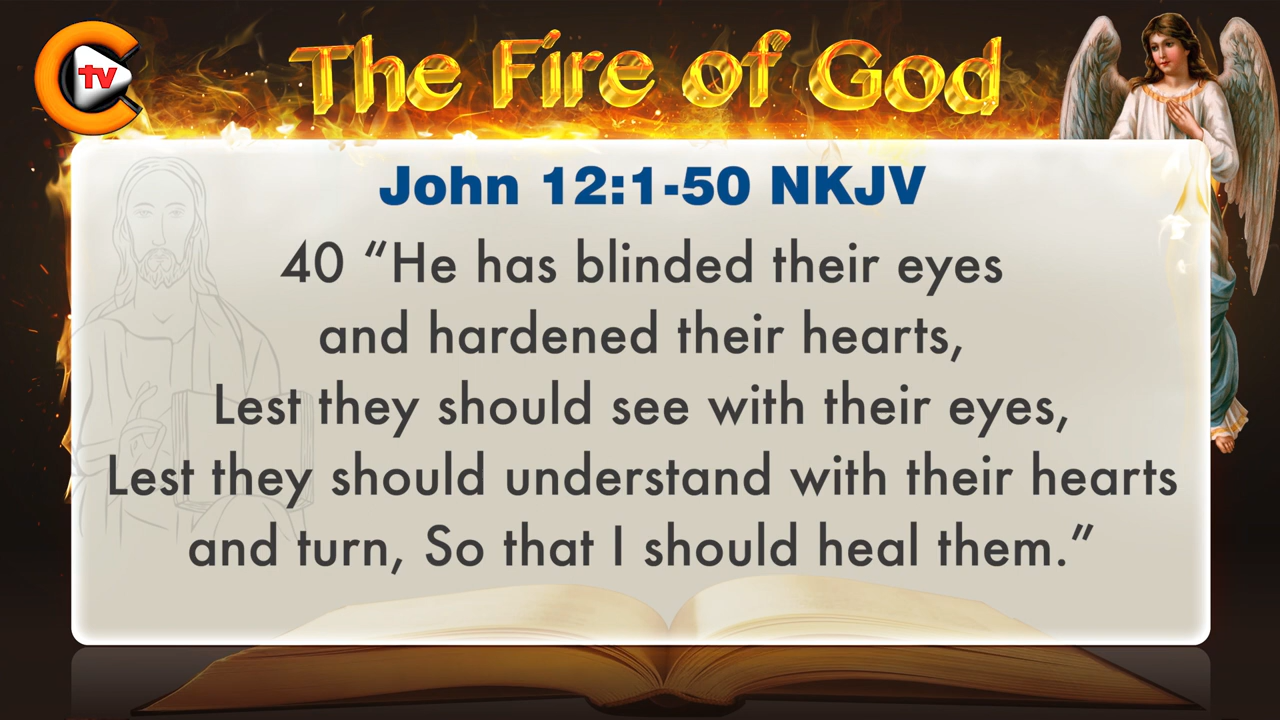 C
tv
The Fire of God
John 12:1-50 NKJV
40 “He has blinded their eyes
and hardened their hearts,
Lest they should see with their eyes,
Lest they should understand with their hearts
and turn, So that I should heal them.”